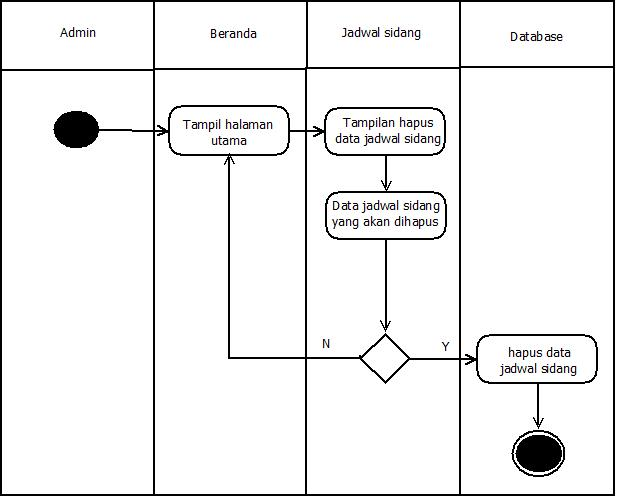 Admin
Beranda
Jadwal sidang
Database
Tampil halaman
utama
Tampilan hapus
data jadwal sidang
Data jadwal sidang
yang akan dihapus
N
Y
hapus data
jadwal sidang